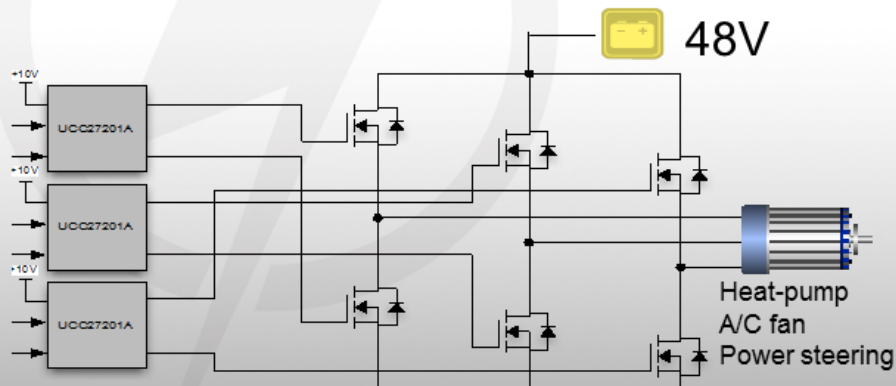 48V
+10V
UCC27201A
+10V
UCC27201A
+10V
UCC27201A
Heat-pump
A/C fan
Power steering